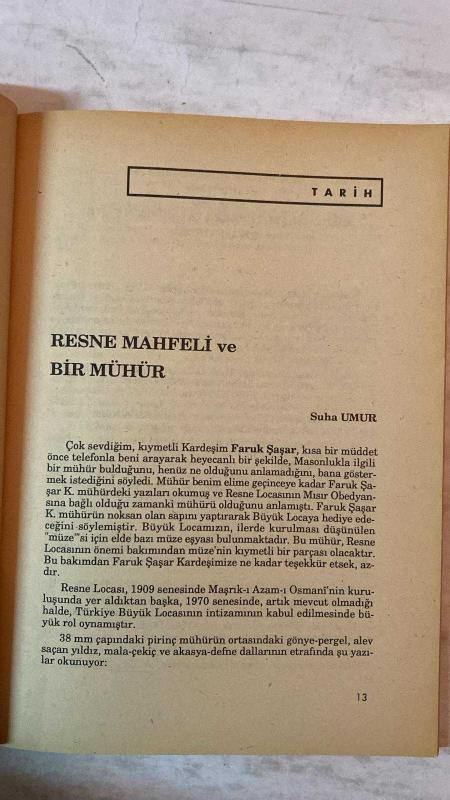 TARİH
RESNE MAHFELİ ve
BİR MÜHÜR
Suha UMUR
Çok sevdiğim, kıymetli Kardeşim Faruk Şaşar, kısa bir müddet
önce telefonla beni arayarak heyecanlı bir şekilde, Masonlukla ilgili
bir mühür bulduğunu, henüz ne olduğunu anlamadığını, bana göster-
mek istediğini söyledi. Mühür benim elime geçinceye kadar Faruk Şa-
şar K. mühürdeki yazıları okumuş ve Resne Locasının Mısır Obedyan-
sına bağlı olduğu zamanki mührü olduğunu anlamıştı. Faruk Şaşar
K. mühürün noksan olan sapını yaptırarak Büyük Locaya hediye ede-
ceğini söylemiştir. Büyük Locamızın, ilerde kurulması düşünülen
"müze"si için elde bazı müze eşyası bulunmaktadır. Bu mühür, Resne
Locasının önemi bakımından müze'nin kıymetli bir parçası olacaktır.
Bu bakımdan Faruk Şaşar Kardeşimize ne kadar teşekkür etsek, az-
dır.
Resne Locası, 1909 senesinde Maşrık-ı Azam-ı Osmanî'nin kuru-
luşunda yer aldıktan başka, 1970 senesinde, artık mevcut olmadığı
halde, Türkiye Büyük Locasının intizamının kabul edilmesinde bü-
yük rol oynamıştır.
38 mm çapındaki pirinç mühürün ortasındaki gönye-pergel, alev
saçan yıldız, mala-çekiç ve akasya-defne dallarının etrafında şu yazı-
lar okunuyor:
13